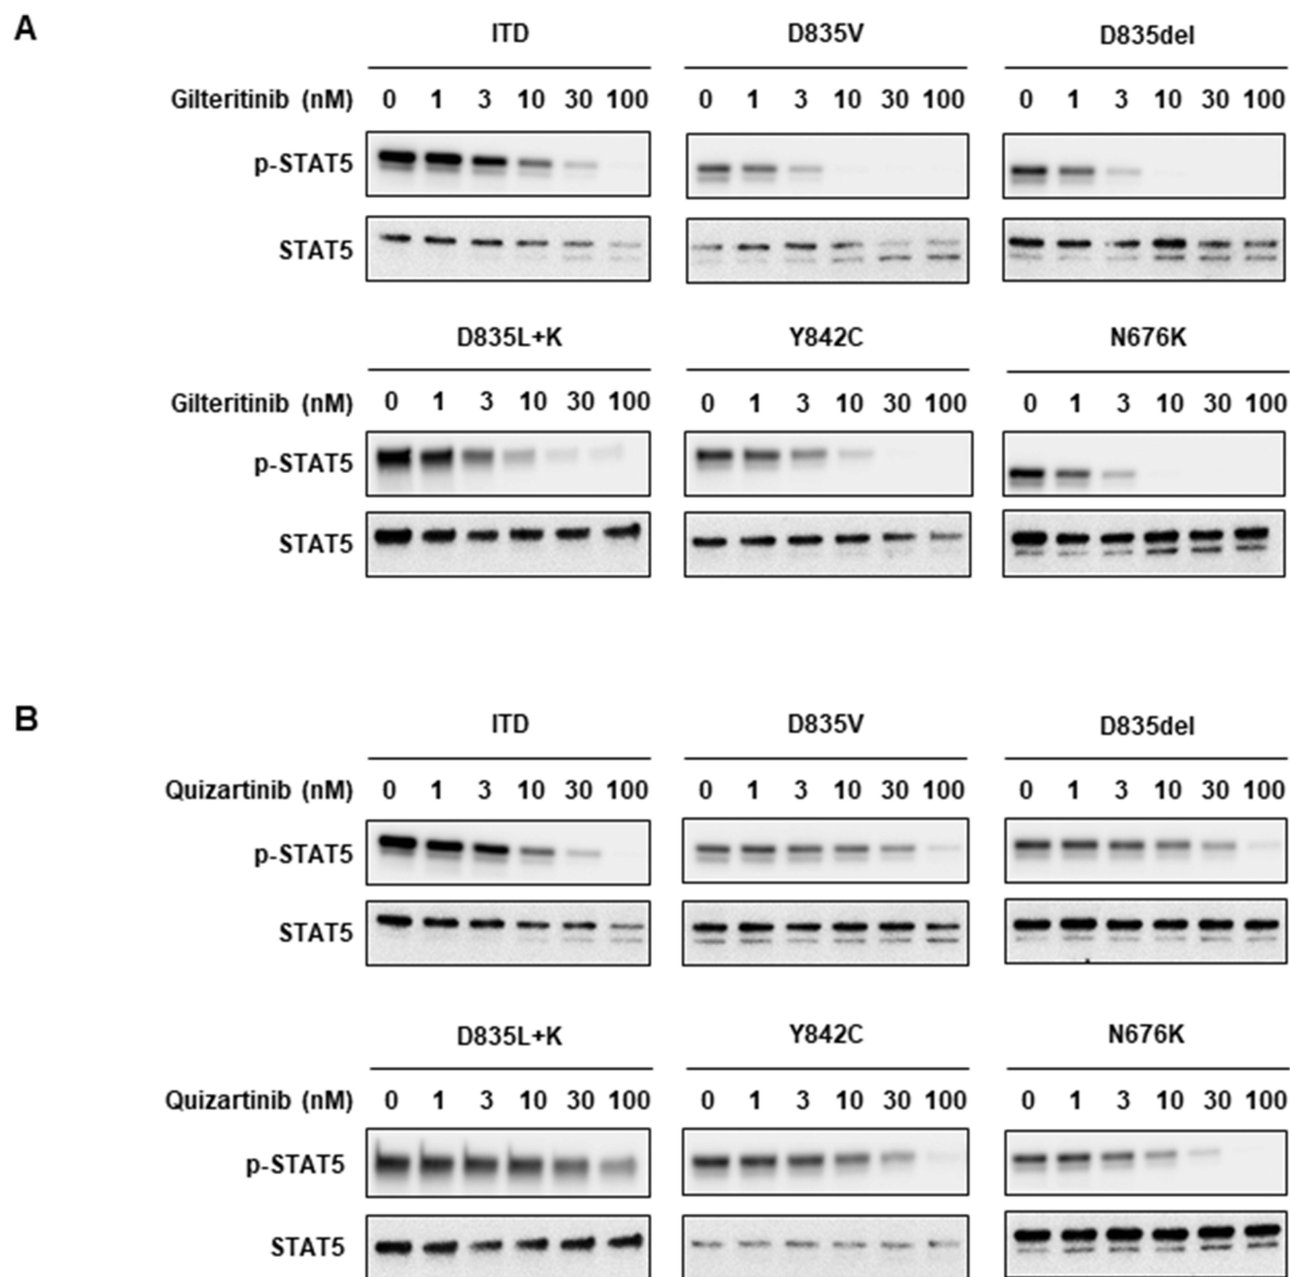 A
ITD D835V D835del
Gilteritinib (nM) 0 1 3 10 30 100 0 1 3 10 30 100 0 1 3 10 30 100
p-STAT5
STAT5
D835L+K Y842C N676K
Gilteritinib (nM) 0 1 3 10 30 100 0 1 3 10 30 100 0 1 3 10 30 100
p-STAT5
STAT5
B
ITD D835V D835del
Quizartinib (nM) 0 1 3 10 30 100 0 1 3 10 30 100 0 1 3 10 30 100
p-STAT5
STAT5
D835L+K Y842C N676K
Quizartinib (nM) 0 1 3 10 30 100 0 1 3 10 30 100 0 1 3 10 30 100
p-STAT5
STAT5